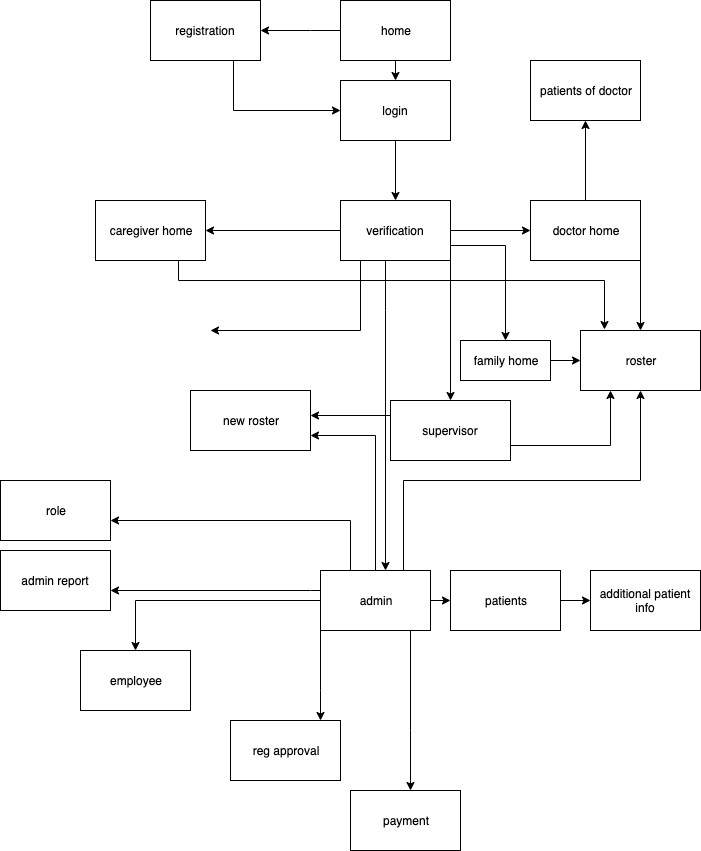 registration
home
patients of doctor
login
caregiver home
verification
doctor home
family home
roster
new roster
supervisor
role
admin report
admin
patients
additional patient
info
employee
reg approval
payment